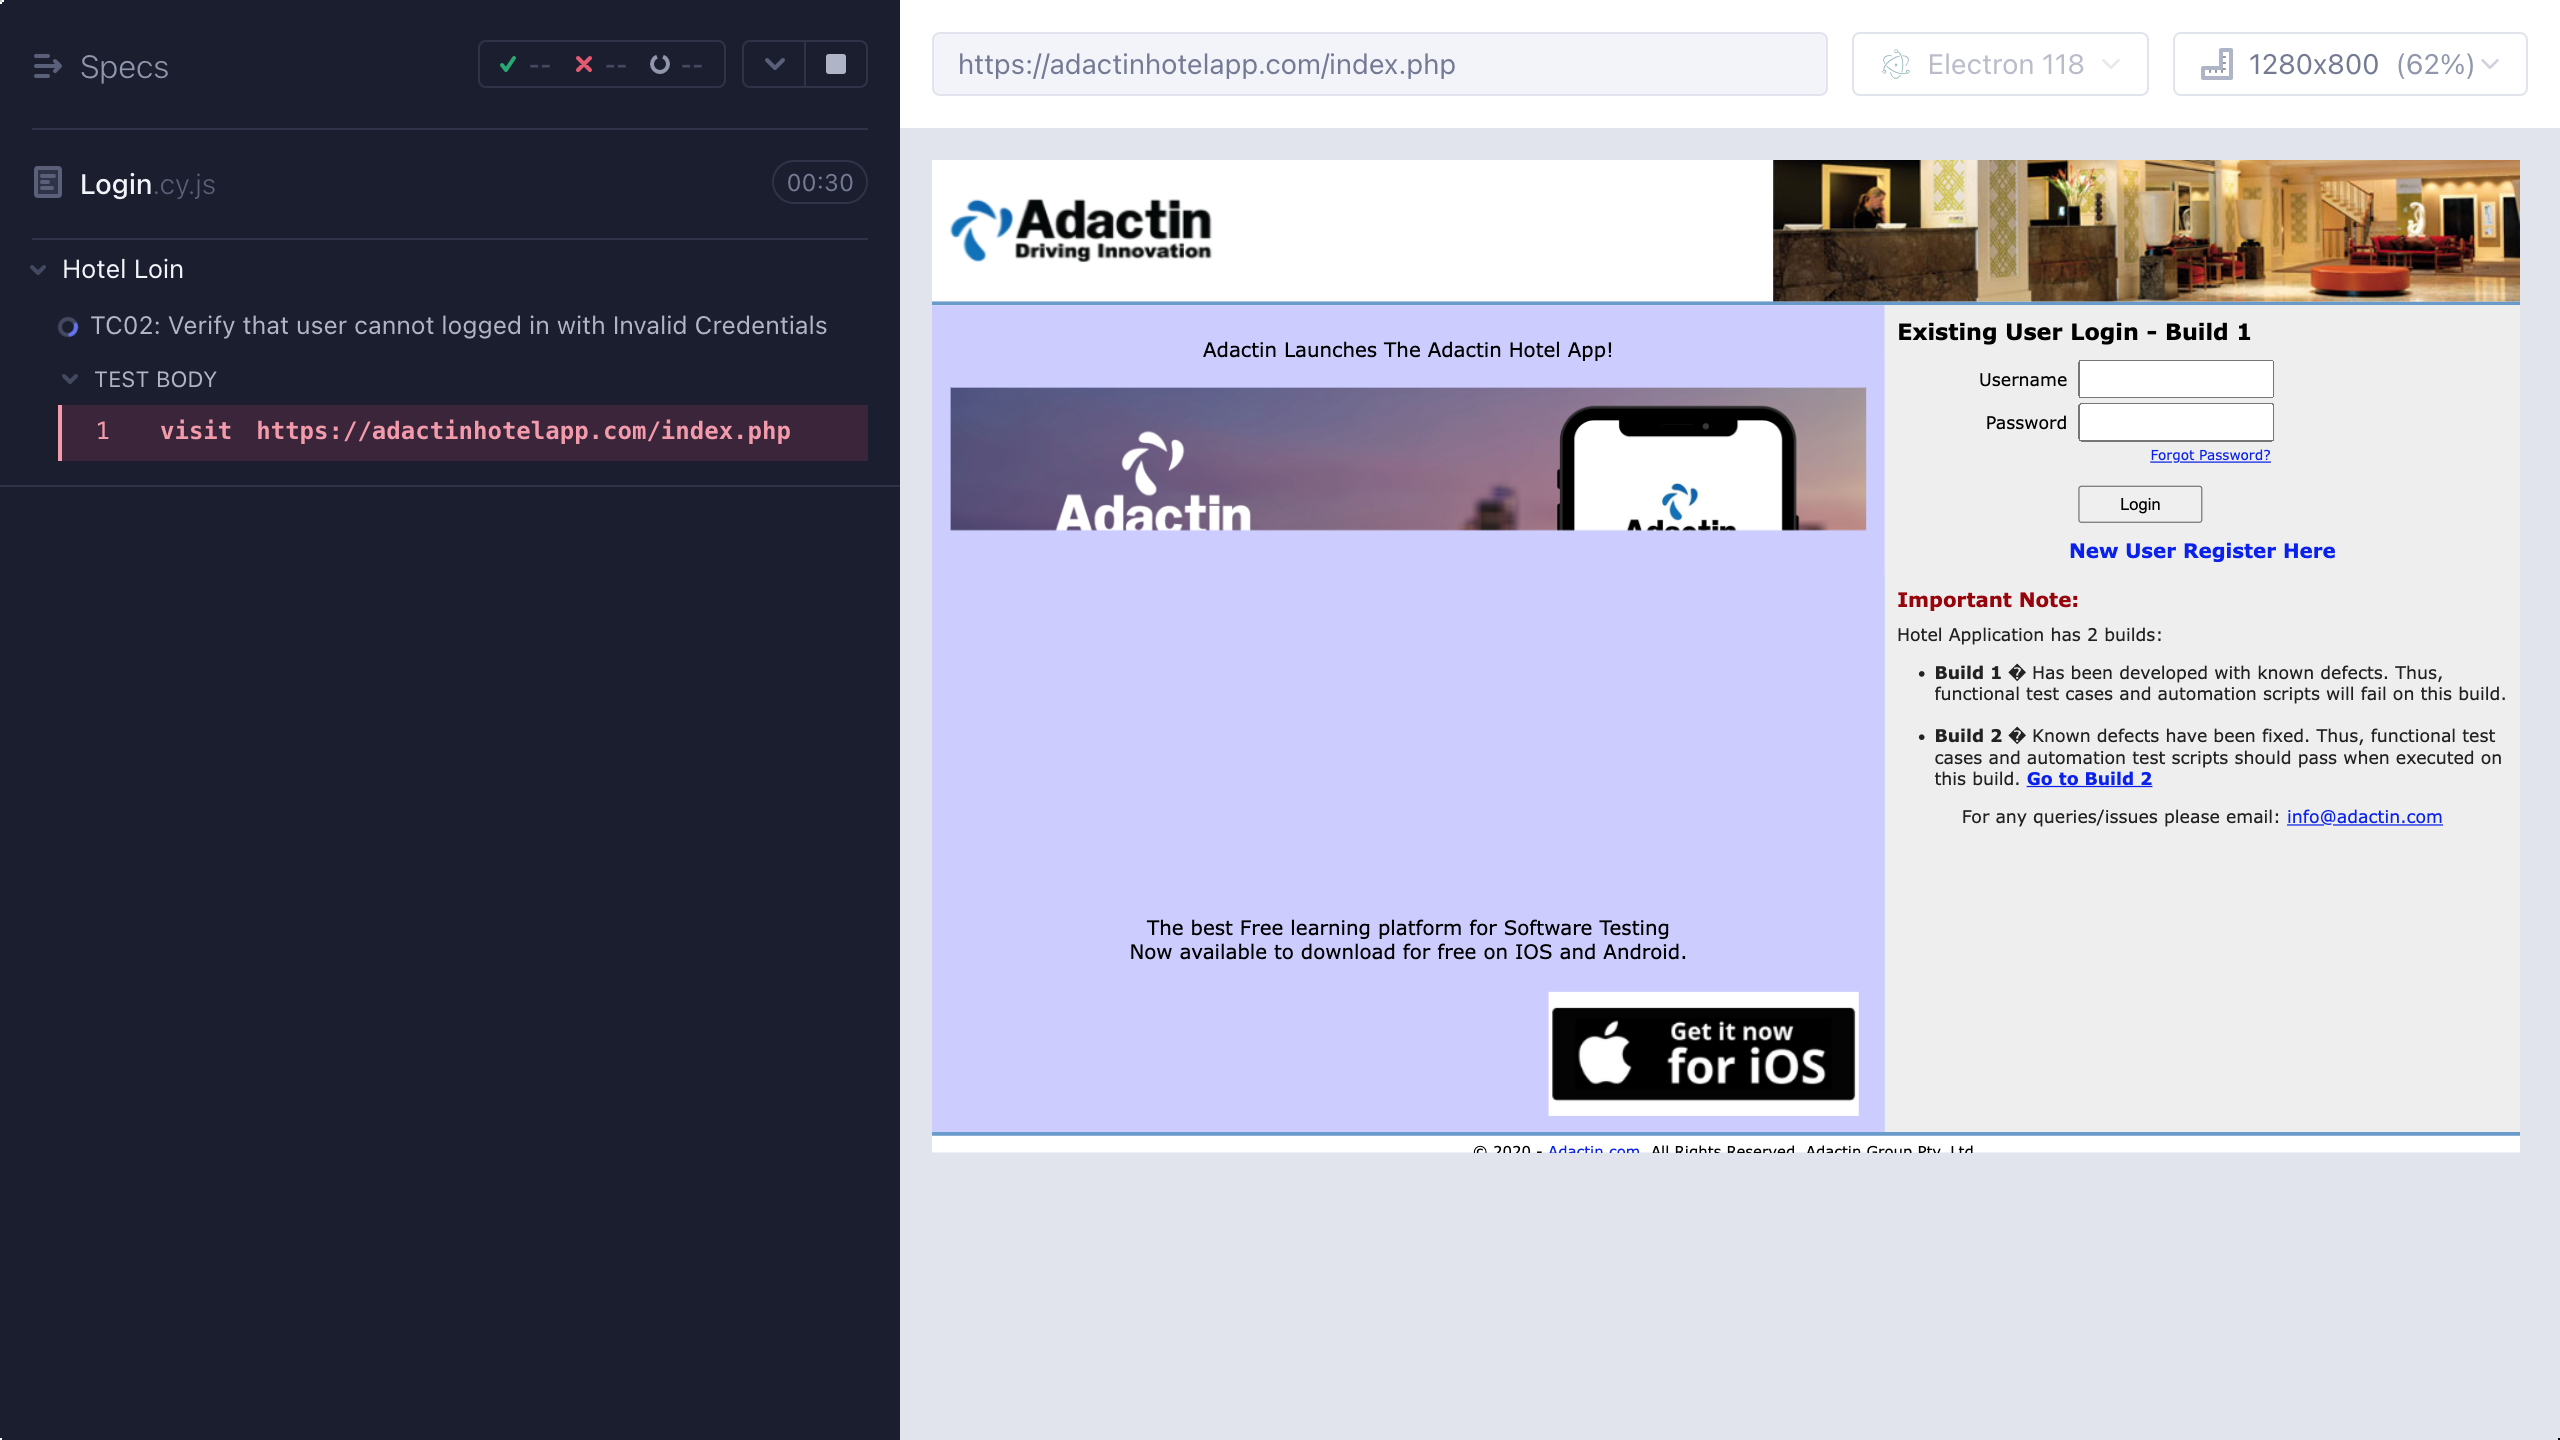 Specs
-- -- --
https://adactinhotelapp.com/index.php
Electron 118
1280x800 (62%)
Login.cy.js
00:30
Hotel Loin
TC02: Verify that user cannot logged in with Invalid Credentials
TEST BODY
1 visit https://adactinhotelapp.com/index.php
Adactin
Driving Innovation
Adactin Launches The Adactin Hotel App!
Adactin
Adactin
The best Free learning platform for Software Testing
Now available to download for free on IOS and Android.
Get it now
for iOS
Existing User Login - Build 1
Username
Password
Forgot Password?
Login
New User Register Here
Important Note:
Hotel Application has 2 builds:
• Build 1 � Has been developed with known defects. Thus,
functional test cases and automation scripts will fail on this build.
• Build 2 � Known defects have been fixed. Thus, functional test
cases and automation test scripts should pass when executed on
this build. Go to Build 2
For any queries/issues please email: info@adactin.com
© 2020 - Adactin.com. All Rights Reserved. Adactin Group Pty. Ltd